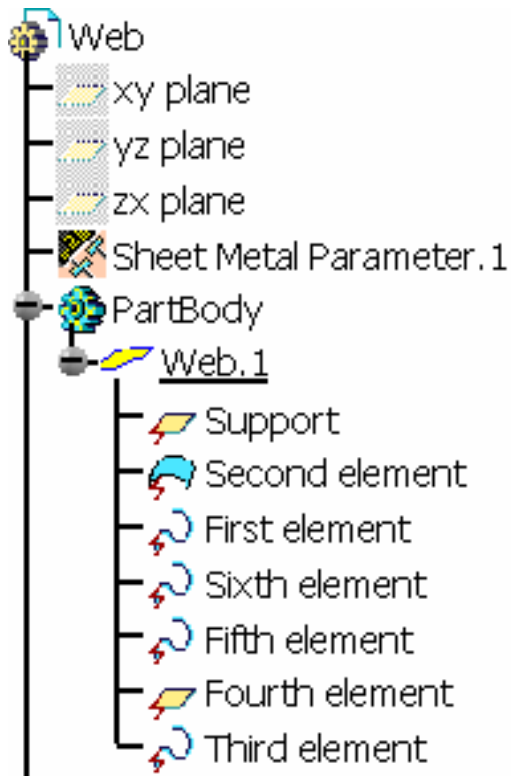 Web
xy plane
yz plane
zx plane
Sheet Metal Parameter.1
PartBody
Web.1
Support
Second element
First element
Sixth element
Fifth element
Fourth element
Third element